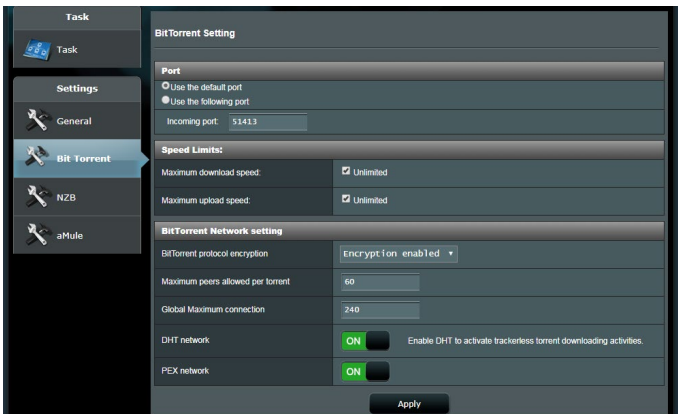 Task
Task
Settings
General
Bit Torrent
NZB
aMule
BitTorrent Setting
Port
Use the default port
Use the following port
Incoming port: 51413
Speed Limits:
Maximum download speed: Unlimited
Maximum upload speed: Unlimited
BitTorrent Network setting
BitTorrent protocol encryption Encryption enabled
Maximum peers allowed per torrent 60
Global Maximum connection 240
DHT network ON Enable DHT to activate trackerless torrent downloading activities.
PEX network ON
Apply